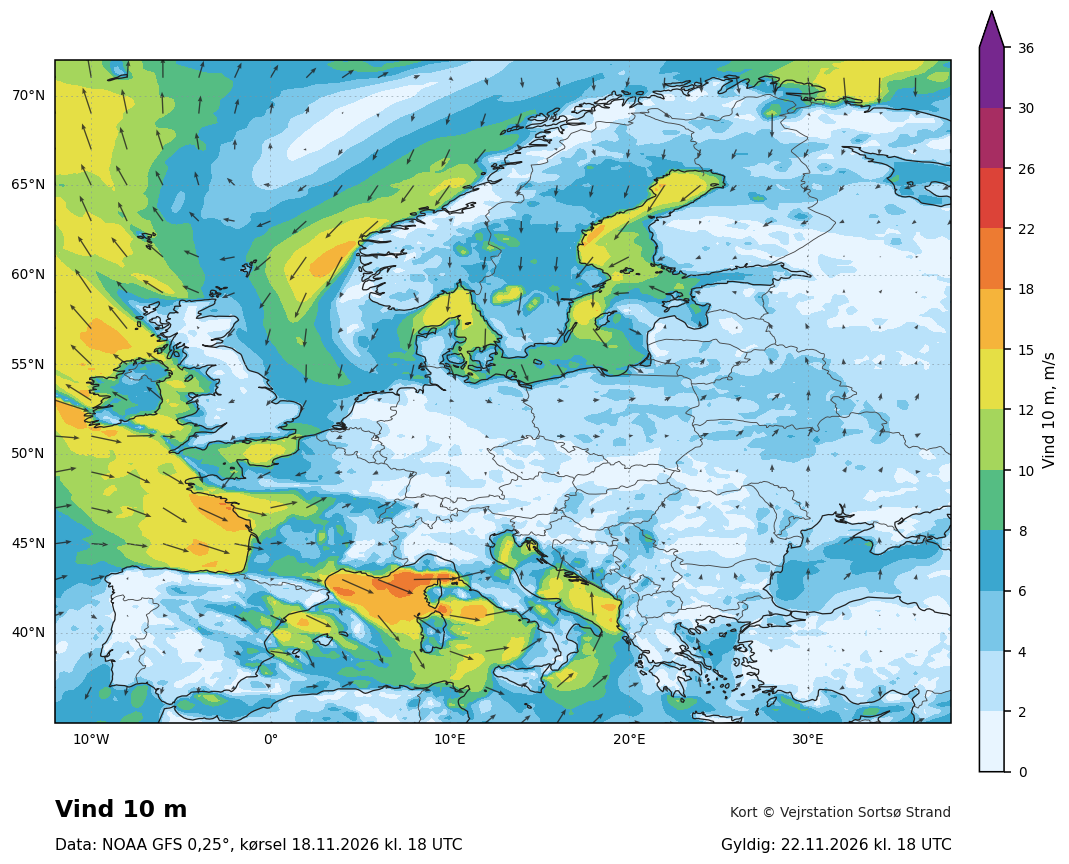 36
30
26
22
18
15
12
10
8
6
4
2
0
Vind 10 m, m/s
70°N
65°N
60°N
55°N
50°N
45°N
40°N
10°W
0°
10°E
20°E
30°E
Vind 10 m
Kort © Vejrstation Sortsø Strand
Data: NOAA GFS 0,25°, kørsel 18.11.2026 kl. 18 UTC
Gyldig: 22.11.2026 kl. 18 UTC